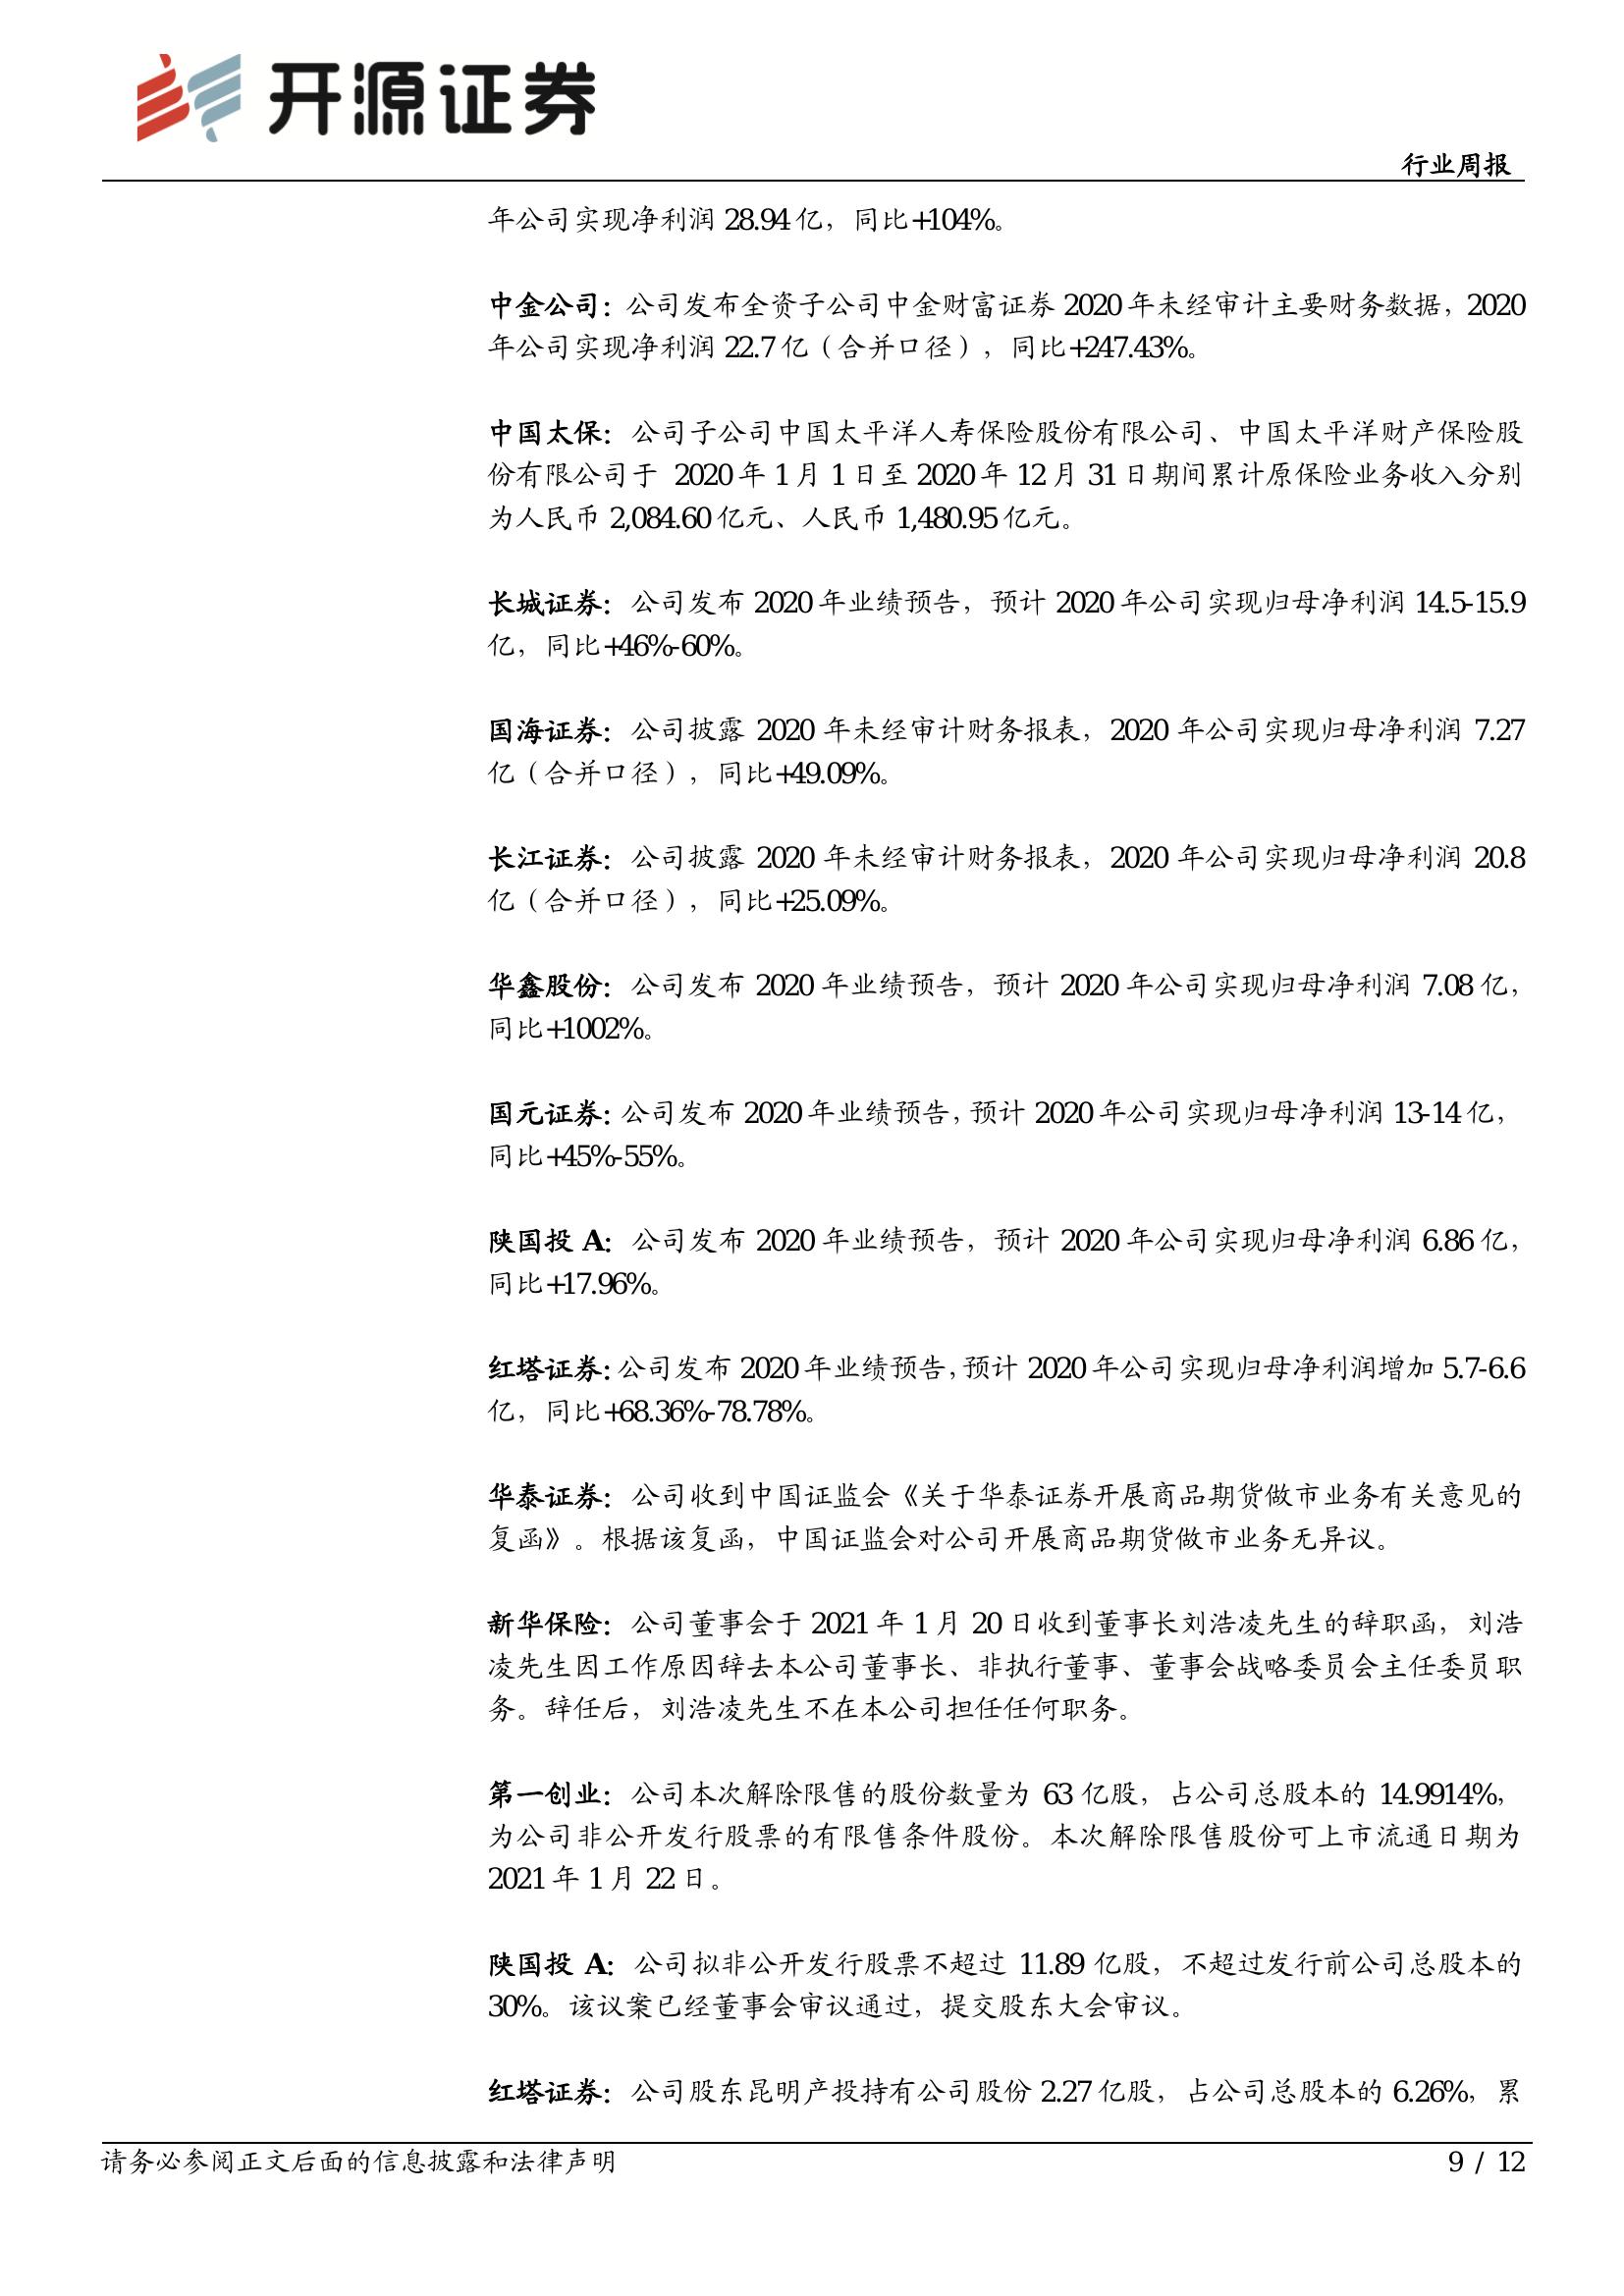 开源证券
行业周报
年公司实现净利润 28.94 亿，同比+104%。
中金公司：公司发布全资子公司中金财富证券 2020 年未经审计主要财务数据，2020
年公司实现净利润 22.7 亿（合并口径），同比+247.43%。
中国太保：公司子公司中国太平洋人寿保险股份有限公司、中国太平洋财产保险股
份有限公司于 2020 年 1 月 1 日至 2020 年 12 月 31 日期间累计原保险业务收入分别
为人民币 2,084.60 亿元、人民币 1,480.95 亿元。
长城证券：公司发布 2020 年业绩预告，预计 2020 年公司实现归母净利润 14.5-15.9
亿，同比+46%-60%。
国海证券：公司披露 2020 年未经审计财务报表，2020 年公司实现归母净利润 7.27
亿（合并口径），同比+49.09%。
长江证券：公司披露 2020 年未经审计财务报表，2020 年公司实现归母净利润 20.8
亿（合并口径），同比+25.09%。
华鑫股份：公司发布 2020 年业绩预告，预计 2020 年公司实现归母净利润 7.08 亿，
同比+1002%。
国元证券：公司发布 2020 年业绩预告，预计 2020 年公司实现归母净利润 13-14 亿，
同比+45%-55%。
陕国投 A：公司发布 2020 年业绩预告，预计 2020 年公司实现归母净利润 6.86 亿，
同比+17.96%。
红塔证券：公司发布 2020 年业绩预告，预计 2020 年公司实现归母净利润增加 5.7-6.6
亿，同比+68.36%-78.78%。
华泰证券：公司收到中国证监会《关于华泰证券开展商品期货做市业务有关意见的
复函》。根据该复函，中国证监会对公司开展商品期货做市业务无异议。
新华保险：公司董事会于 2021 年 1 月 20 日收到董事长刘浩凌先生的辞职函，刘浩
凌先生因工作原因辞去本公司董事长、非执行董事、董事会战略委员会主任委员职
务。辞任后，刘浩凌先生不在本公司担任任何职务。
第一创业：公司本次解除限售的股份数量为 63 亿股，占公司总股本的 14.9914%，
为公司非公开发行股票的有限售条件股份。本次解除限售股份可上市流通日期为
2021 年 1 月 22 日。
陕国投 A：公司拟非公开发行股票不超过 11.89 亿股，不超过发行前公司总股本的
30%。该议案已经董事会审议通过，提交股东大会审议。
红塔证券：公司股东昆明产投持有公司股份 2.27 亿股，占公司总股本的 6.26%，累
请务必参阅正文后面的信息披露和法律声明
9 / 12